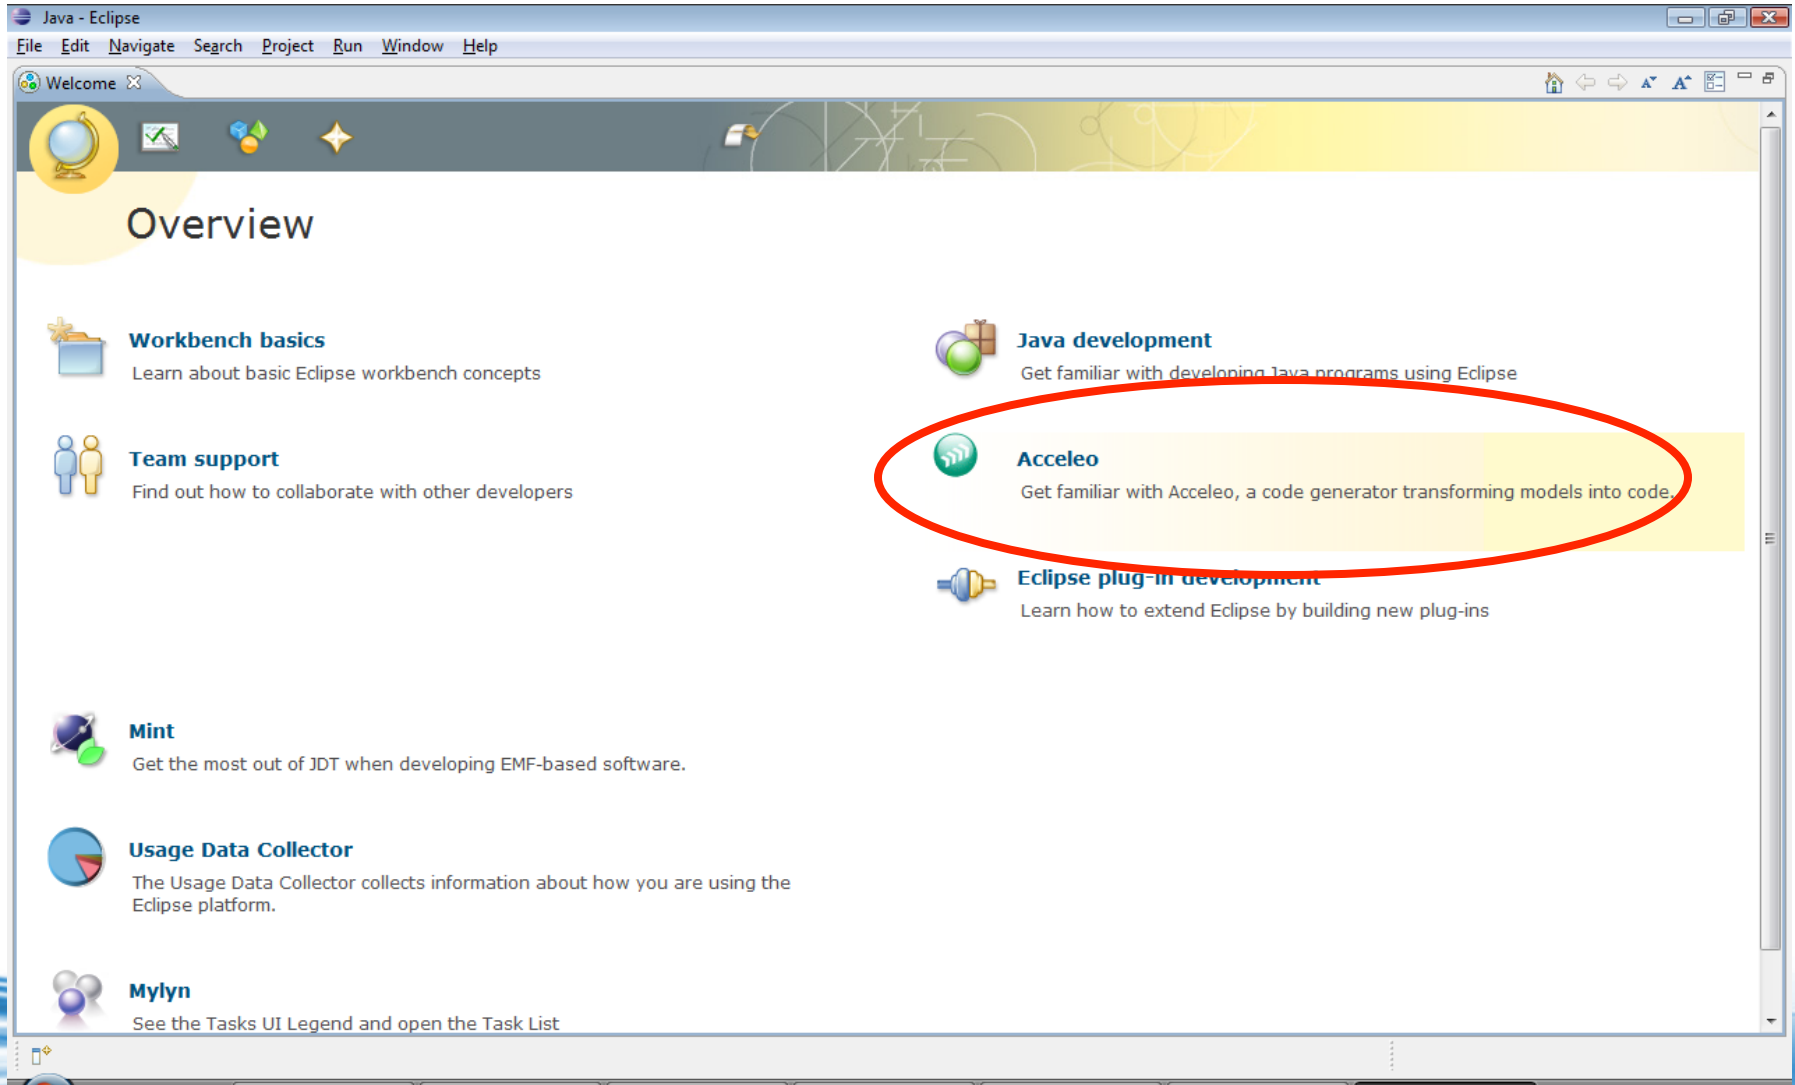 Java - Eclipse
File Edit Navigate Search Project Run Window Help
Welcome
Overview
Workbench basics
Learn about basic Eclipse workbench concepts
Java development
Get familiar with developing Java programs using Eclipse
Team support
Find out how to collaborate with other developers
Acceleo
Get familiar with Acceleo, a code generator transforming models into code.
Eclipse plug-in development
Learn how to extend Eclipse by building new plug-ins
Mint
Get the most out of JDT when developing EMF-based software.
Usage Data Collector
The Usage Data Collector collects information about how you are using the
Eclipse platform.
Mylyn
See the Tasks UI Legend and open the Task List